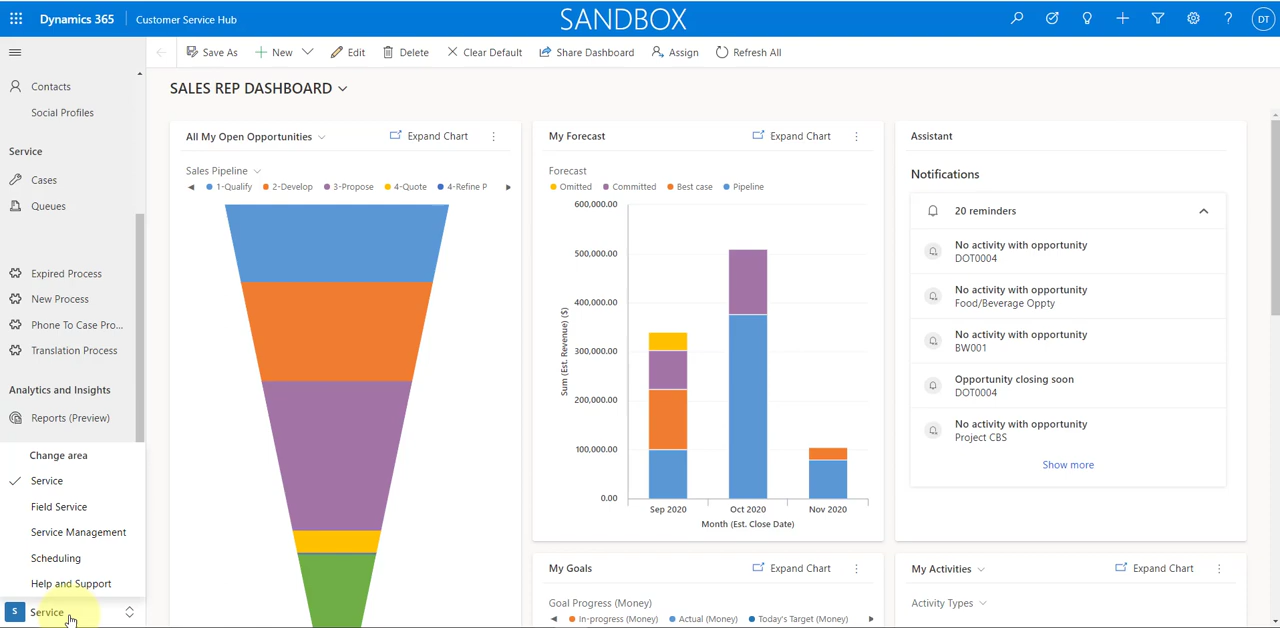 Dynamics 365
Customer Service Hub
SANDBOX
DT
Save As
New
Edit
Delete
Clear Default
Share Dashboard
Assign
Refresh All
Contacts
Social Profiles
Service
Cases
Queues
Expired Process
New Process
Phone To Case Pro...
Translation Process
Analytics and Insights
Reports (Preview)
Change area
Service
Field Service
Service Management
Scheduling
Help and Support
S Service
SALES REP DASHBOARD
All My Open Opportunities
Expand Chart
Sales Pipeline
1-Qualify 2-Develop 3-Propose 4-Quote 4-Refine P
My Forecast
Expand Chart
Forecast
Omitted Committed Best case Pipeline
600,000.00
500,000.00
400,000.00
300,000.00
200,000.00
100,000.00
0.00
Sum (Est. Revenue) ($)
Sep 2020 Oct 2020 Nov 2020
Month (Est. Close Date)
Assistant
Notifications
20 reminders
No activity with opportunity
DOT0004
No activity with opportunity
Food/Beverage Oppty
No activity with opportunity
BW001
Opportunity closing soon
DOT0004
No activity with opportunity
Project CBS
Show more
My Goals
Expand Chart
Goal Progress (Money)
In-progress (Money) Actual (Money) Today's Target (Money)
My Activities
Expand Chart
Activity Types